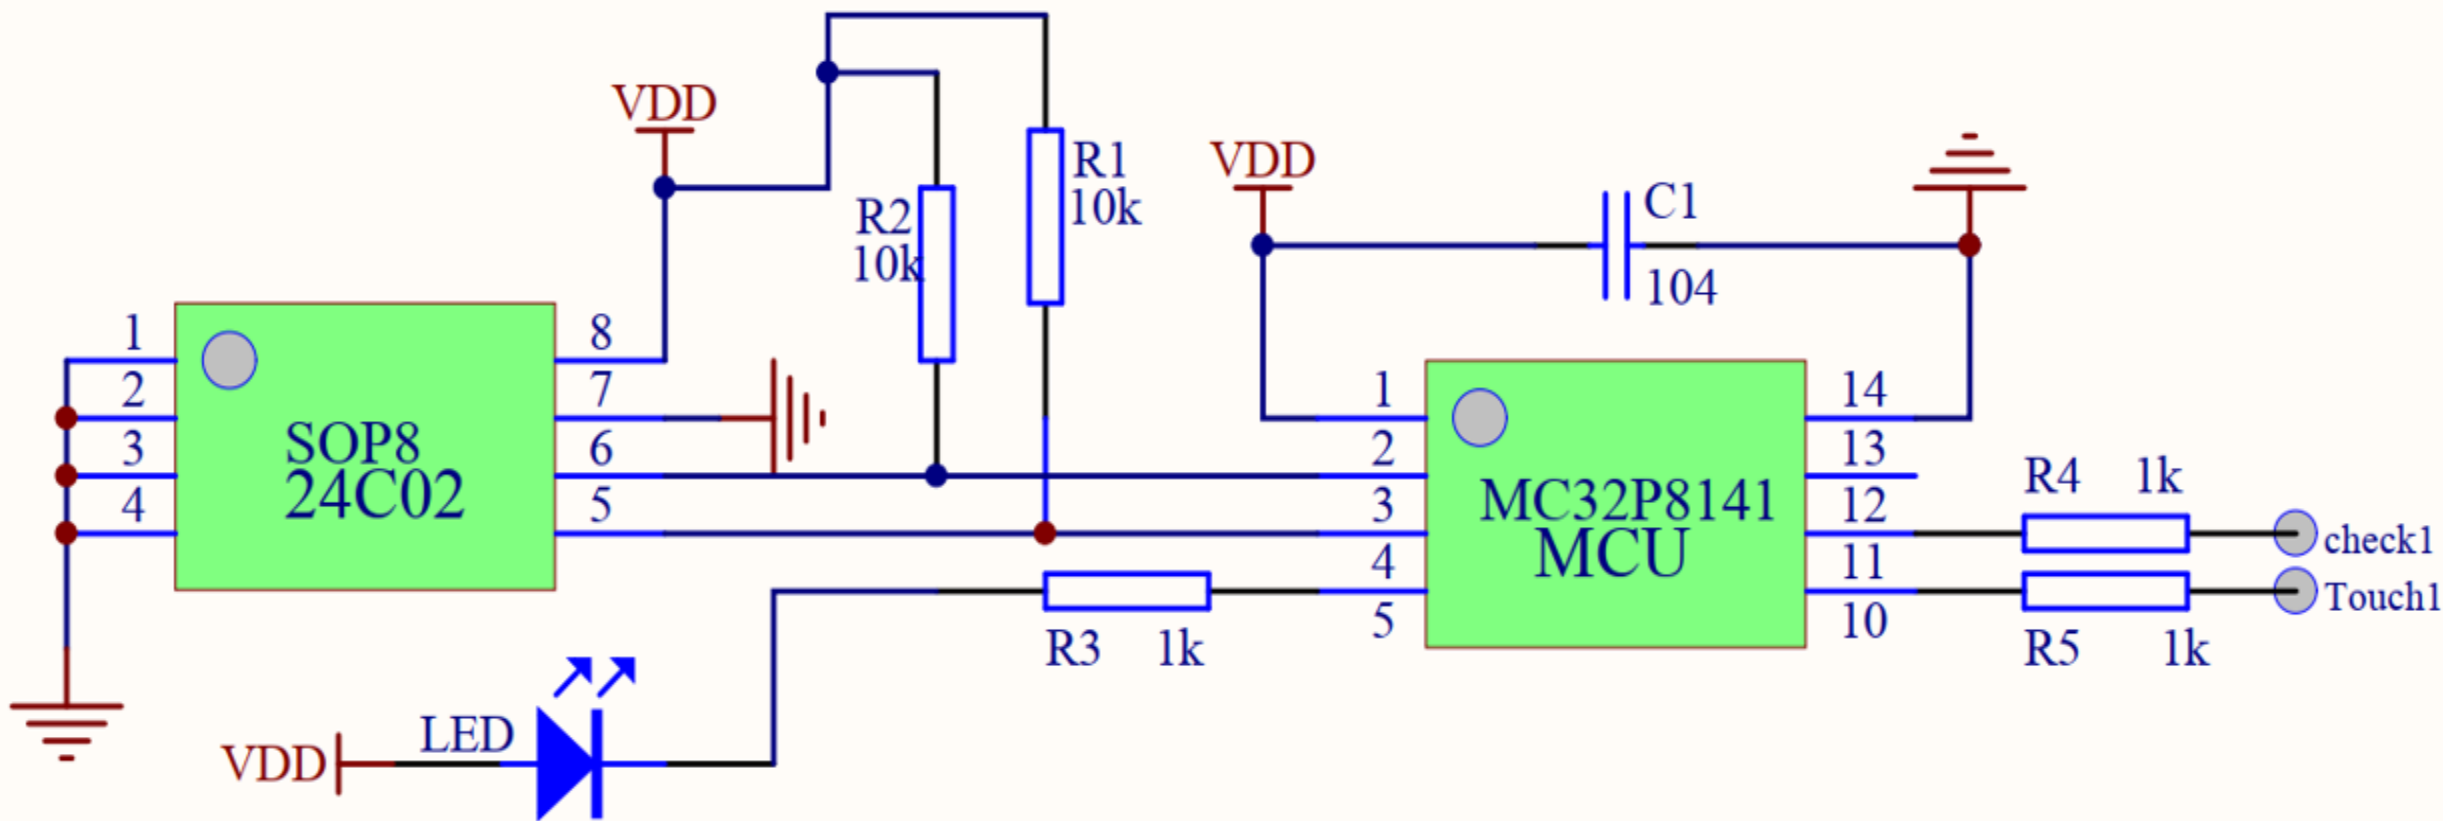 VDD
R1
10k
R2
10k
VDD
C1
104
1
2
3
4
SOP8
24C02
8
7
6
5
1
2
3
4
5
MC32P8141
MCU
14
13
12
11
10
R4 1k
check1
Touch1
R5 1k
R3 1k
LED
VDD